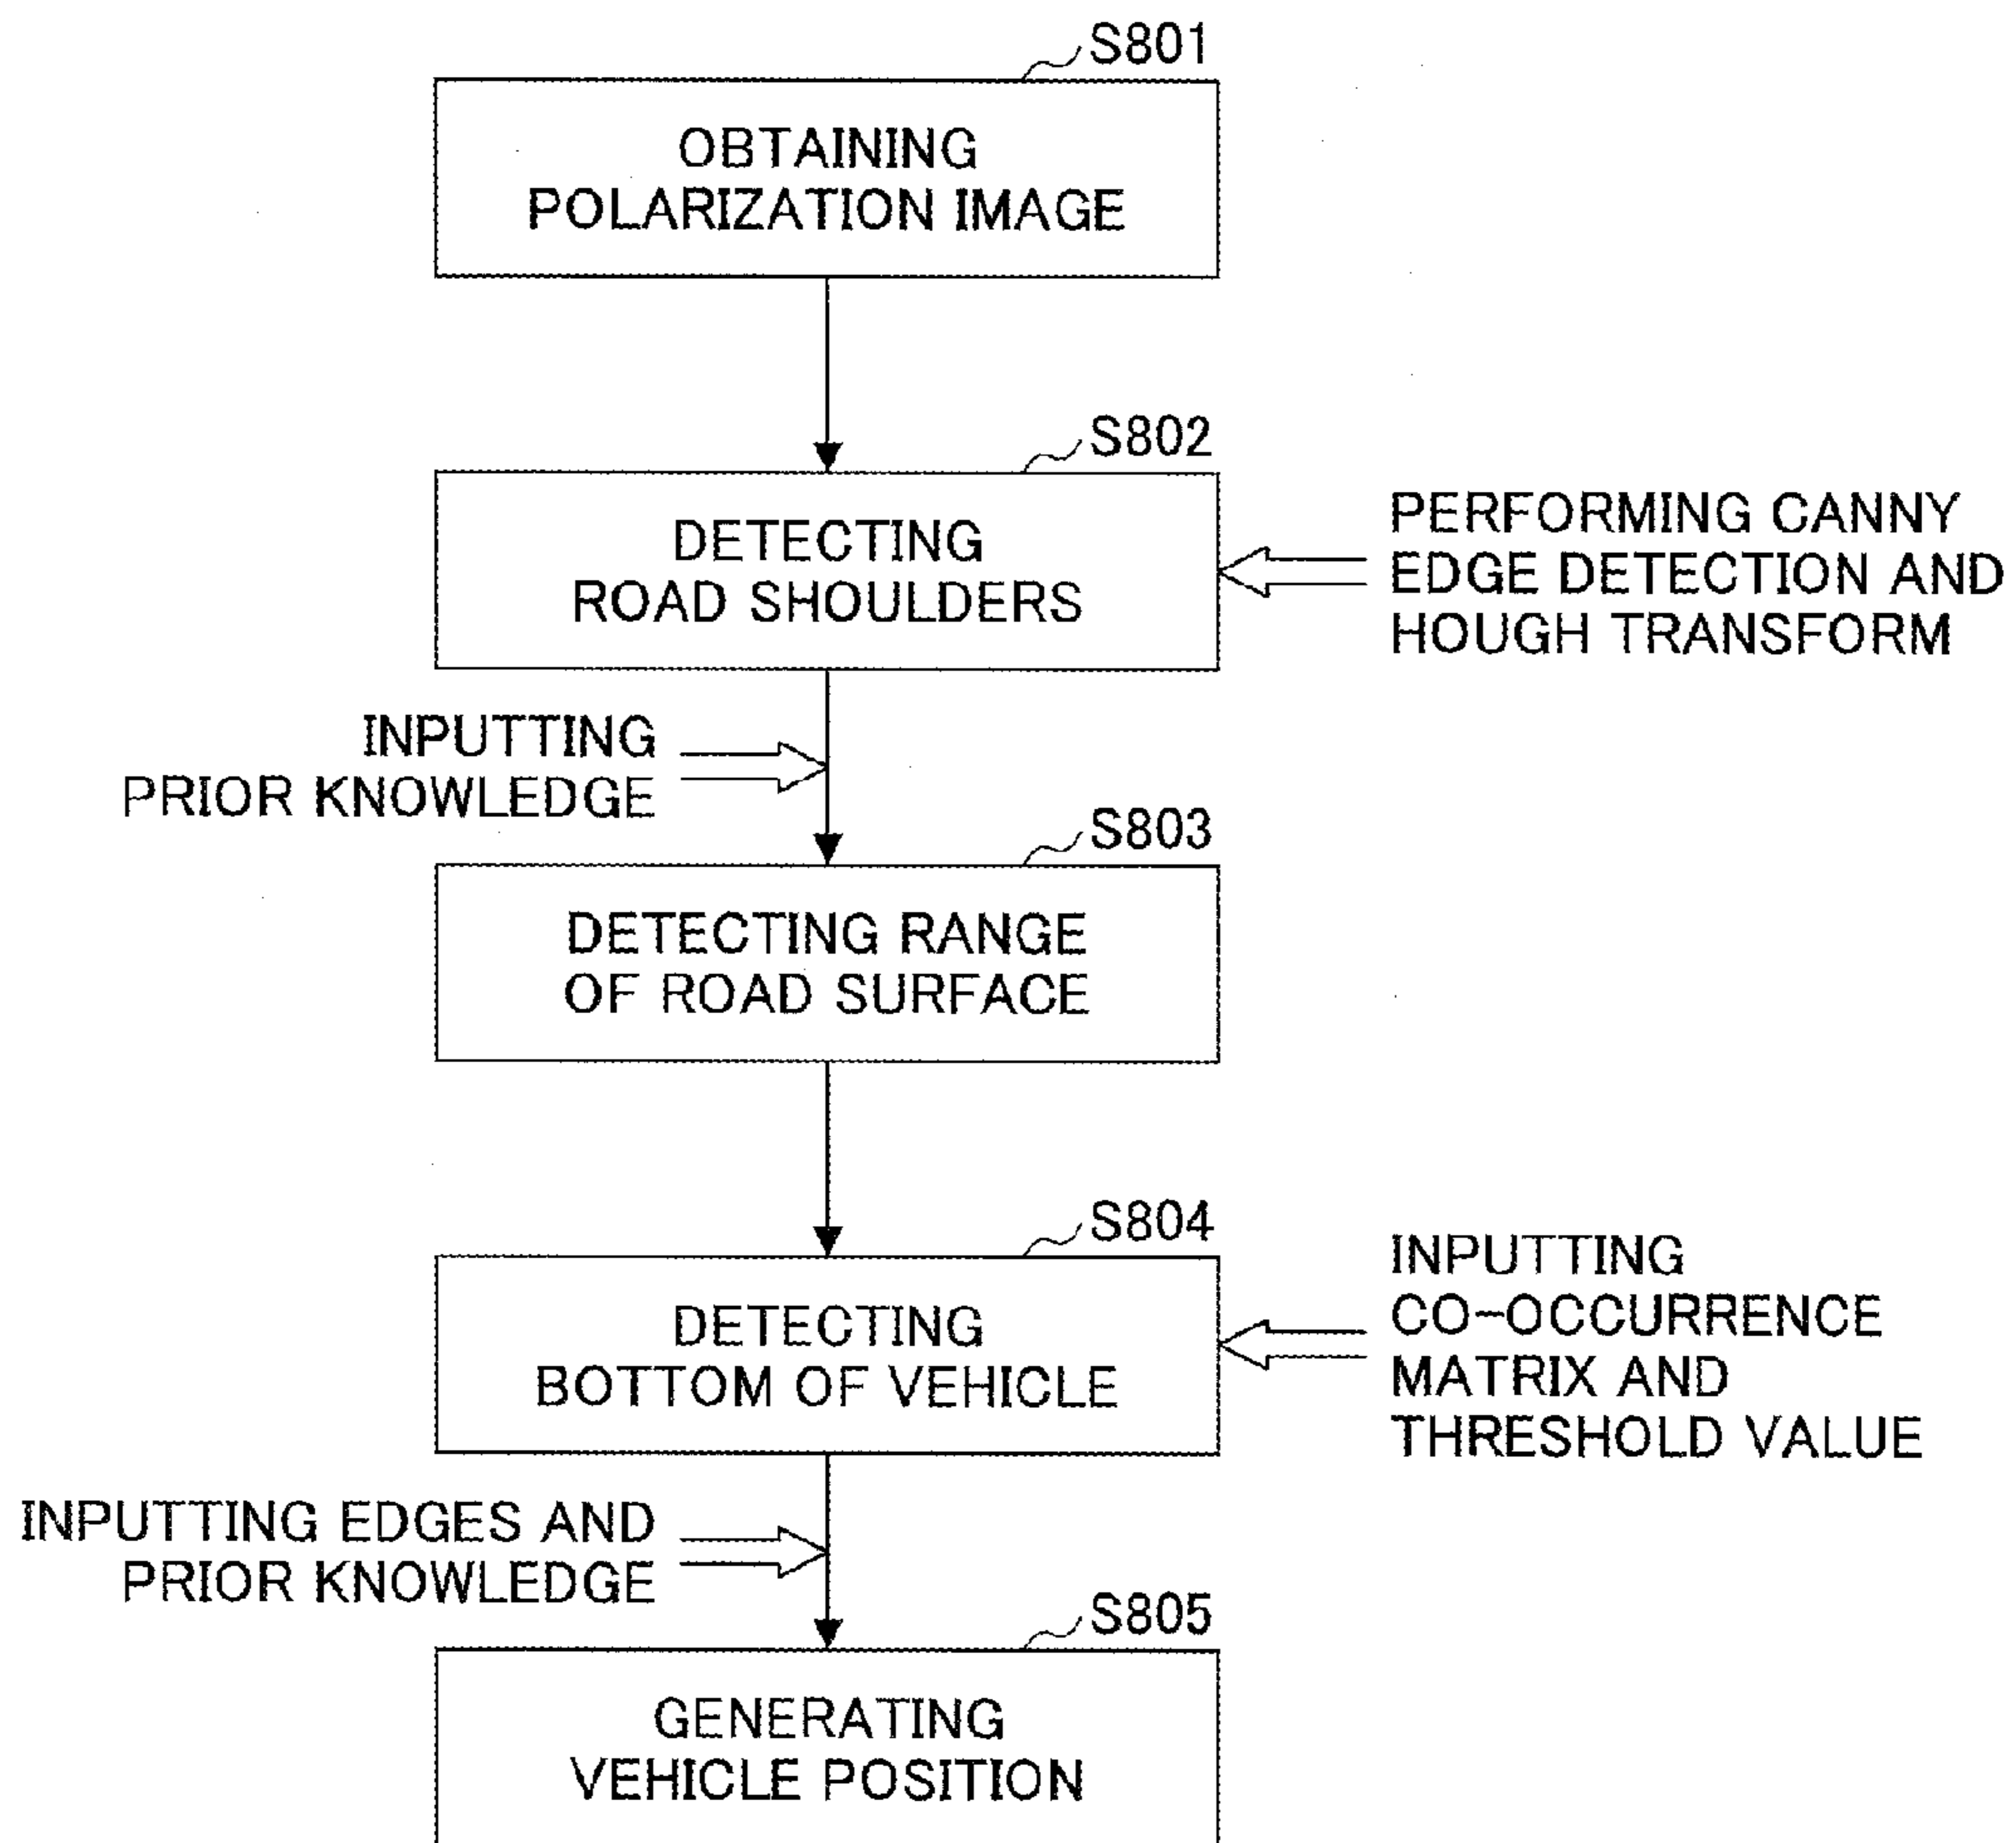 S801
OBTAINING
POLARIZATION IMAGE
S802
DETECTING
ROAD SHOULDERS
PERFORMING CANNY
EDGE DETECTION AND
HOUGH TRANSFORM
INPUTTING
PRIOR KNOWLEDGE
S803
DETECTING RANGE
OF ROAD SURFACE
S804
DETECTING
BOTTOM OF VEHICLE
INPUTTING
CO-OCCURRENCE
MATRIX AND
THRESHOLD VALUE
INPUTTING EDGES AND
PRIOR KNOWLEDGE
S805
GENERATING
VEHICLE POSITION